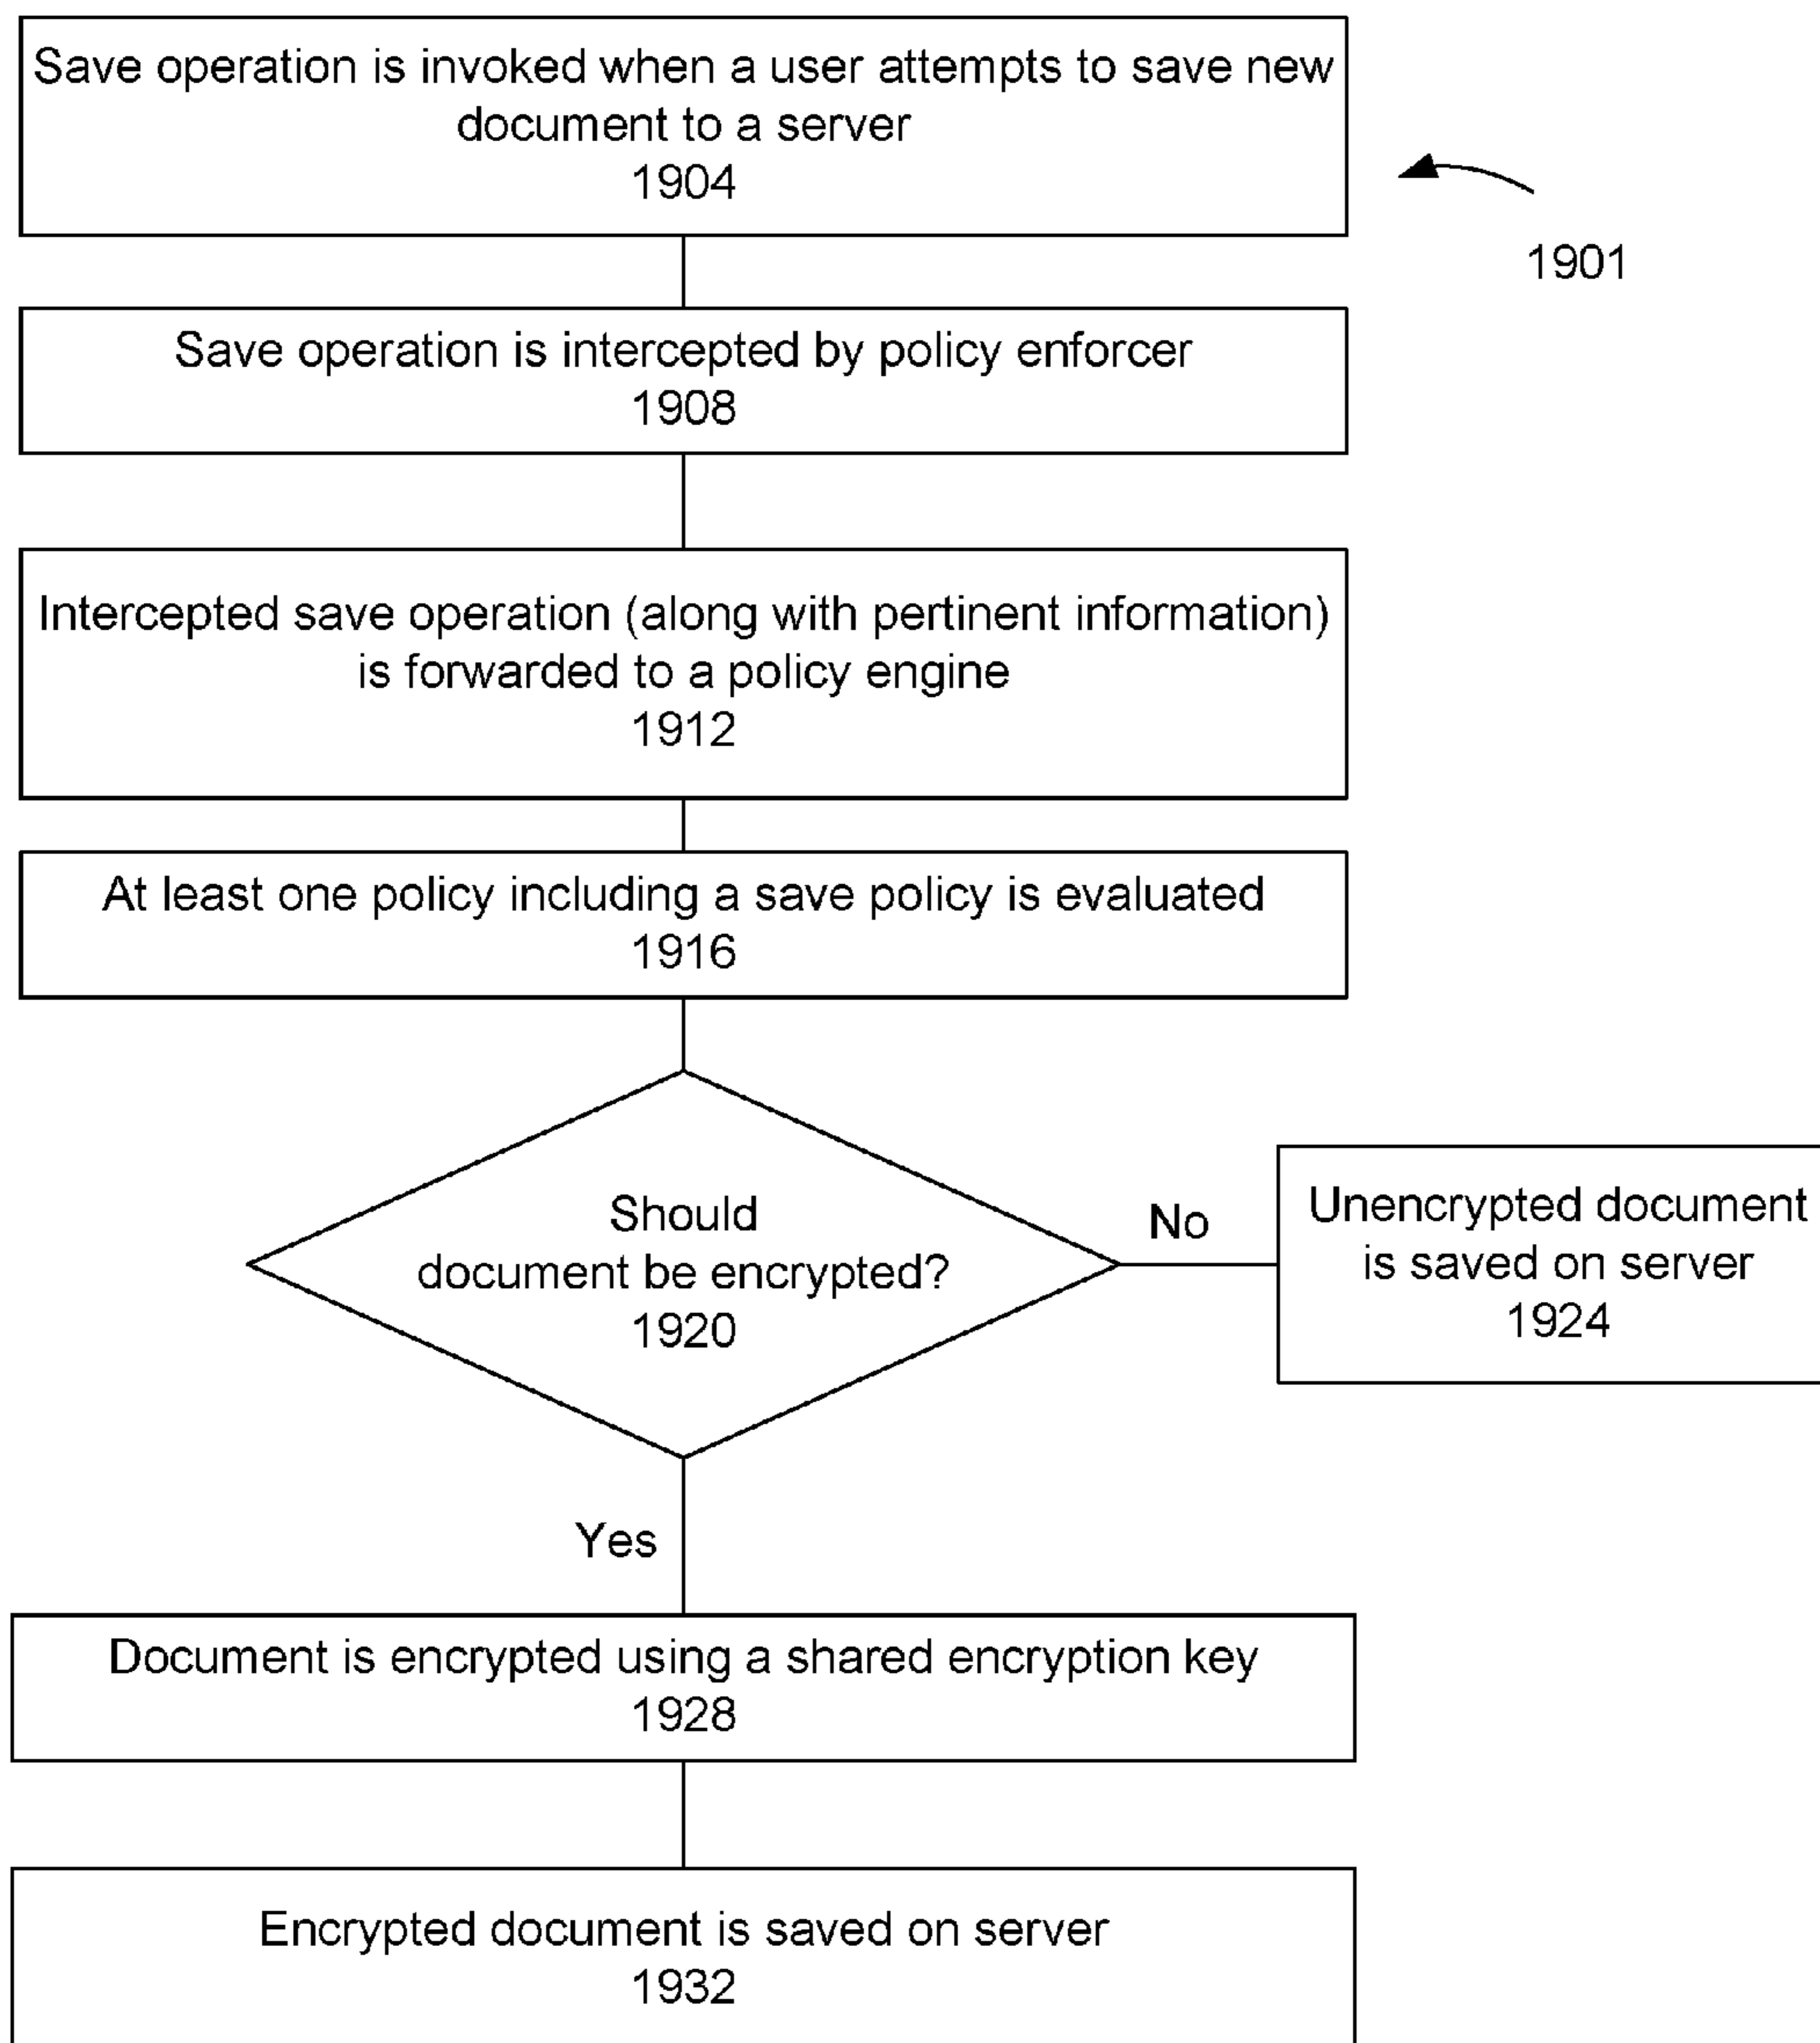 Save operation is invoked when a user attempts to save new
document to a server
1904
1901
Save operation is intercepted by policy enforcer
1908
Intercepted save operation (along with pertinent information)
is forwarded to a policy engine
1912
At least one policy including a save policy is evaluated
1916
Should
document be encrypted?
1920
No
Unencrypted document
is saved on server
1924
Yes
Document is encrypted using a shared encryption key
1928
Encrypted document is saved on server
1932